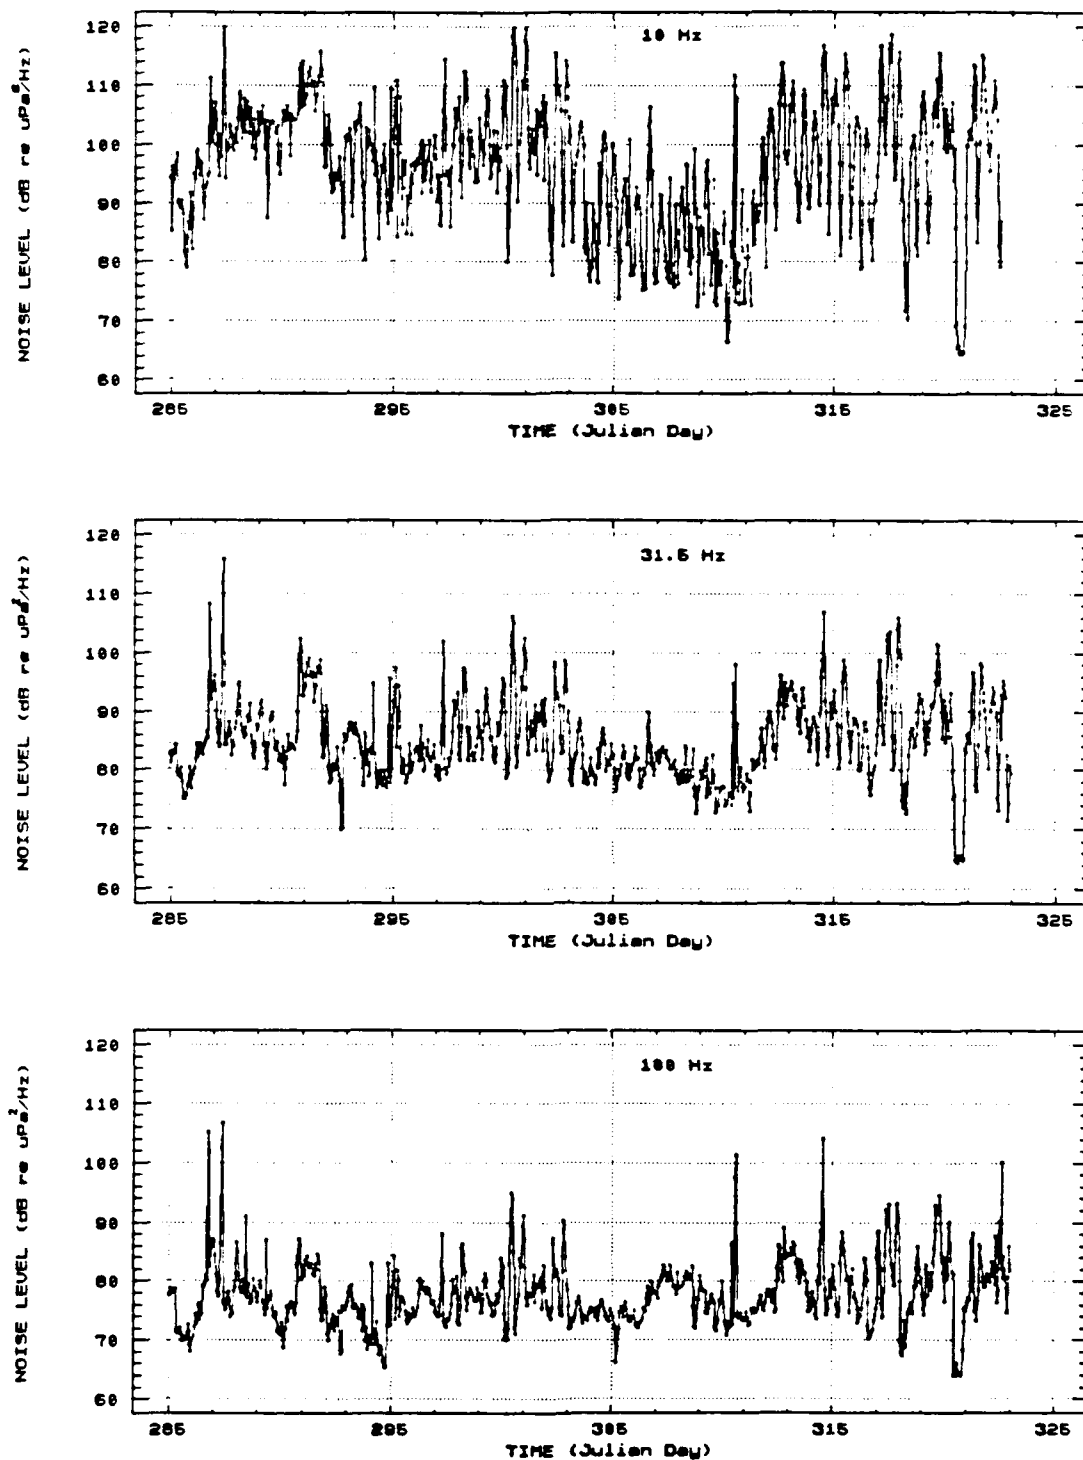 10 Hz
NOISE LEVEL (dB re uPa²/Hz)
120
110
100
90
80
70
60
285 295 305 315 325
TIME (Julian Day)
31.5 Hz
NOISE LEVEL (dB re uPa²/Hz)
120
110
100
90
80
70
60
285 295 305 315 325
TIME (Julian Day)
100 Hz
NOISE LEVEL (dB re uPa²/Hz)
120
110
100
90
80
70
60
285 295 305 315 325
TIME (Julian Day)